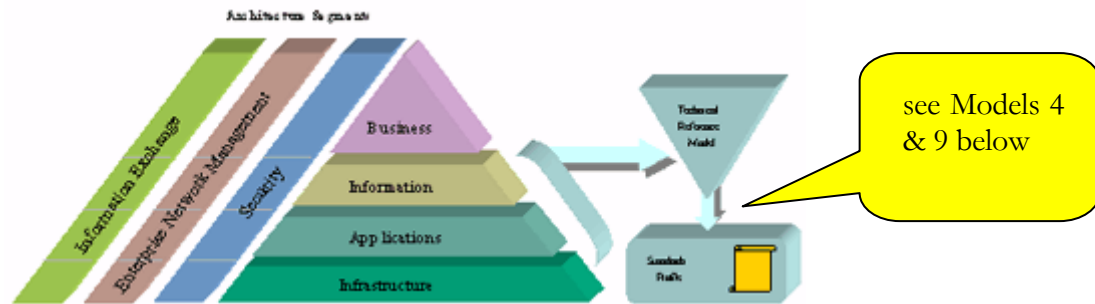 Architecture Segments
Information Exchange
Enterprise Network Management
Security
Business
Information
Applications
Infrastructure
Technical
Reference
Model
Standards
Profile
see Models 4
& 9 below